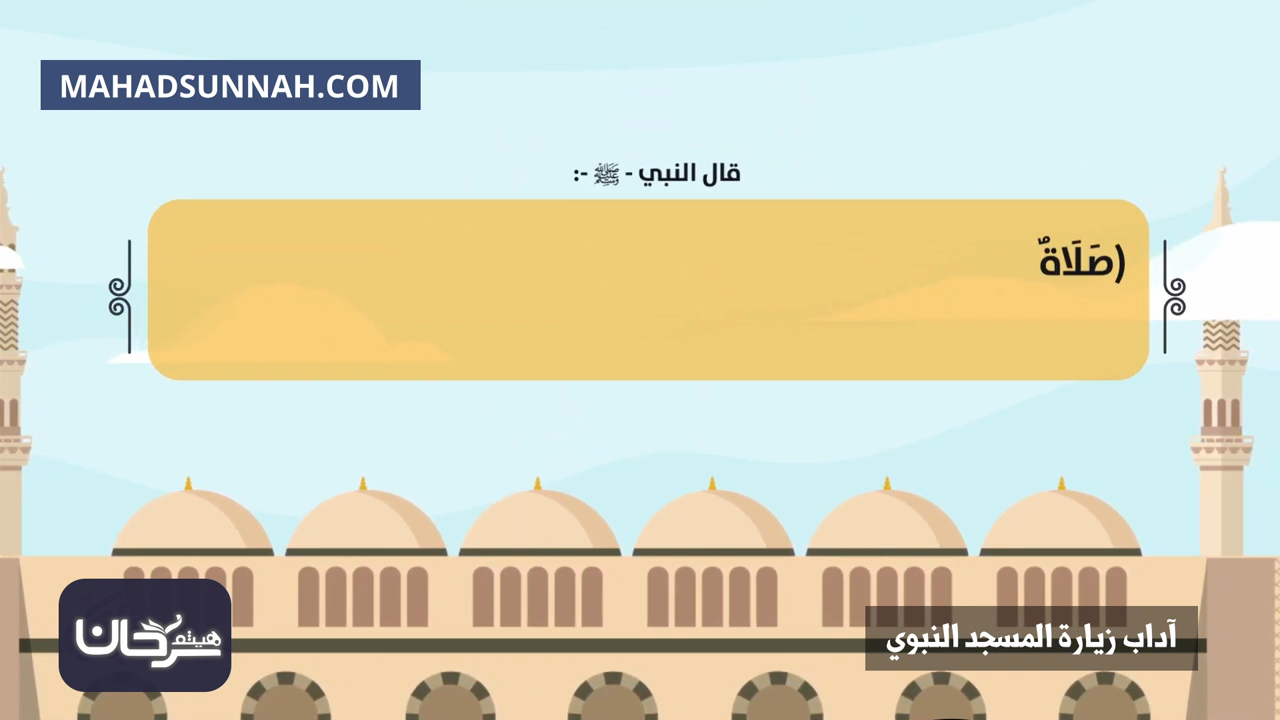 MAHADSUNNAH.COM
قال النبي - ﷺ -:
(صَلَاةٌ
آداب زيارة المسجد النبوي
هيثم سرحان